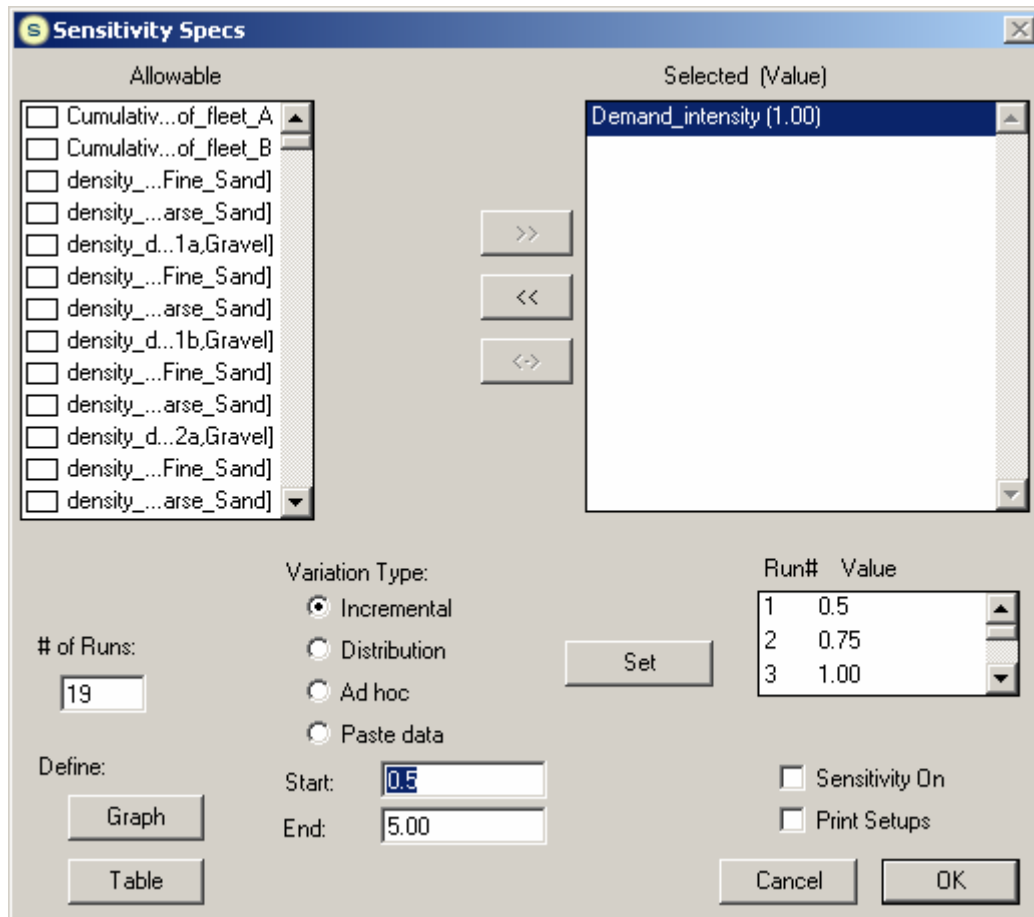 S Sensitivity Specs
Allowable
Selected (Value)
Cumulativ...of_fleet_A
Cumulativ...of_fleet_B
density_...Fine_Sand]
density_...arse_Sand]
density_d...1a,Gravel]
density_...Fine_Sand]
density_...arse_Sand]
density_d...1b,Gravel]
density_...Fine_Sand]
density_...arse_Sand]
density_d...2a,Gravel]
density_...Fine_Sand]
density_...arse_Sand]
Demand_intensity (1.00)
>>
<<
<->
# of Runs:
19
Define:
Graph
Table
Variation Type:
Incremental
Distribution
Ad hoc
Paste data
Start: 0.5
End: 5.00
Set
Run# Value
1 0.5
2 0.75
3 1.00
Sensitivity On
Print Setups
Cancel
OK